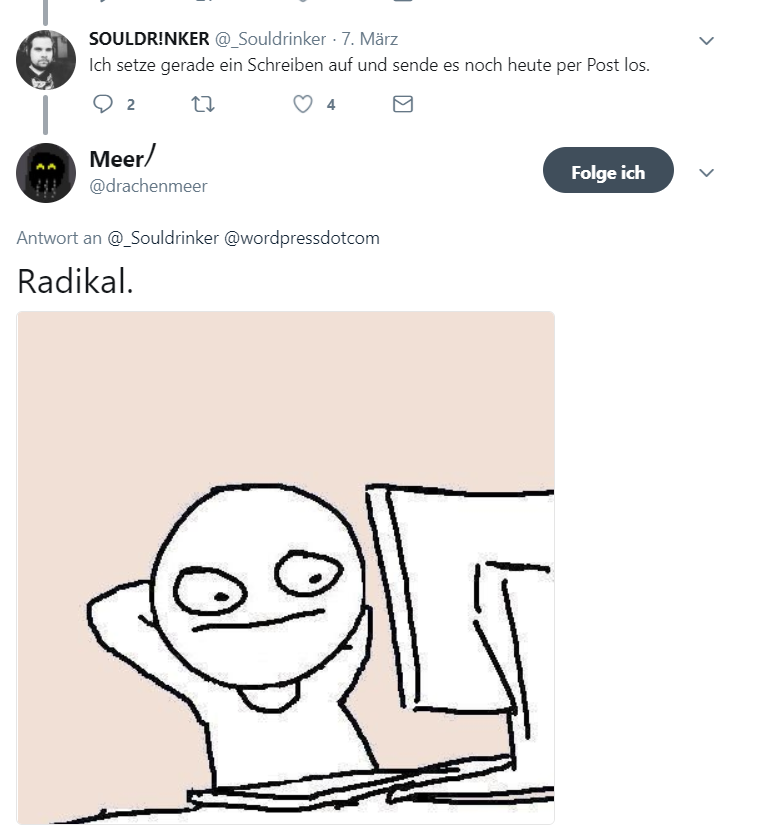 SOULDR!NKER @_Souldrinker · 7. März
Ich setze gerade ein Schreiben auf und sende es noch heute per Post los.
2 4
Meer/
@drachenmeer
Folge ich
Antwort an @_Souldrinker @wordpressdotcom
Radikal.